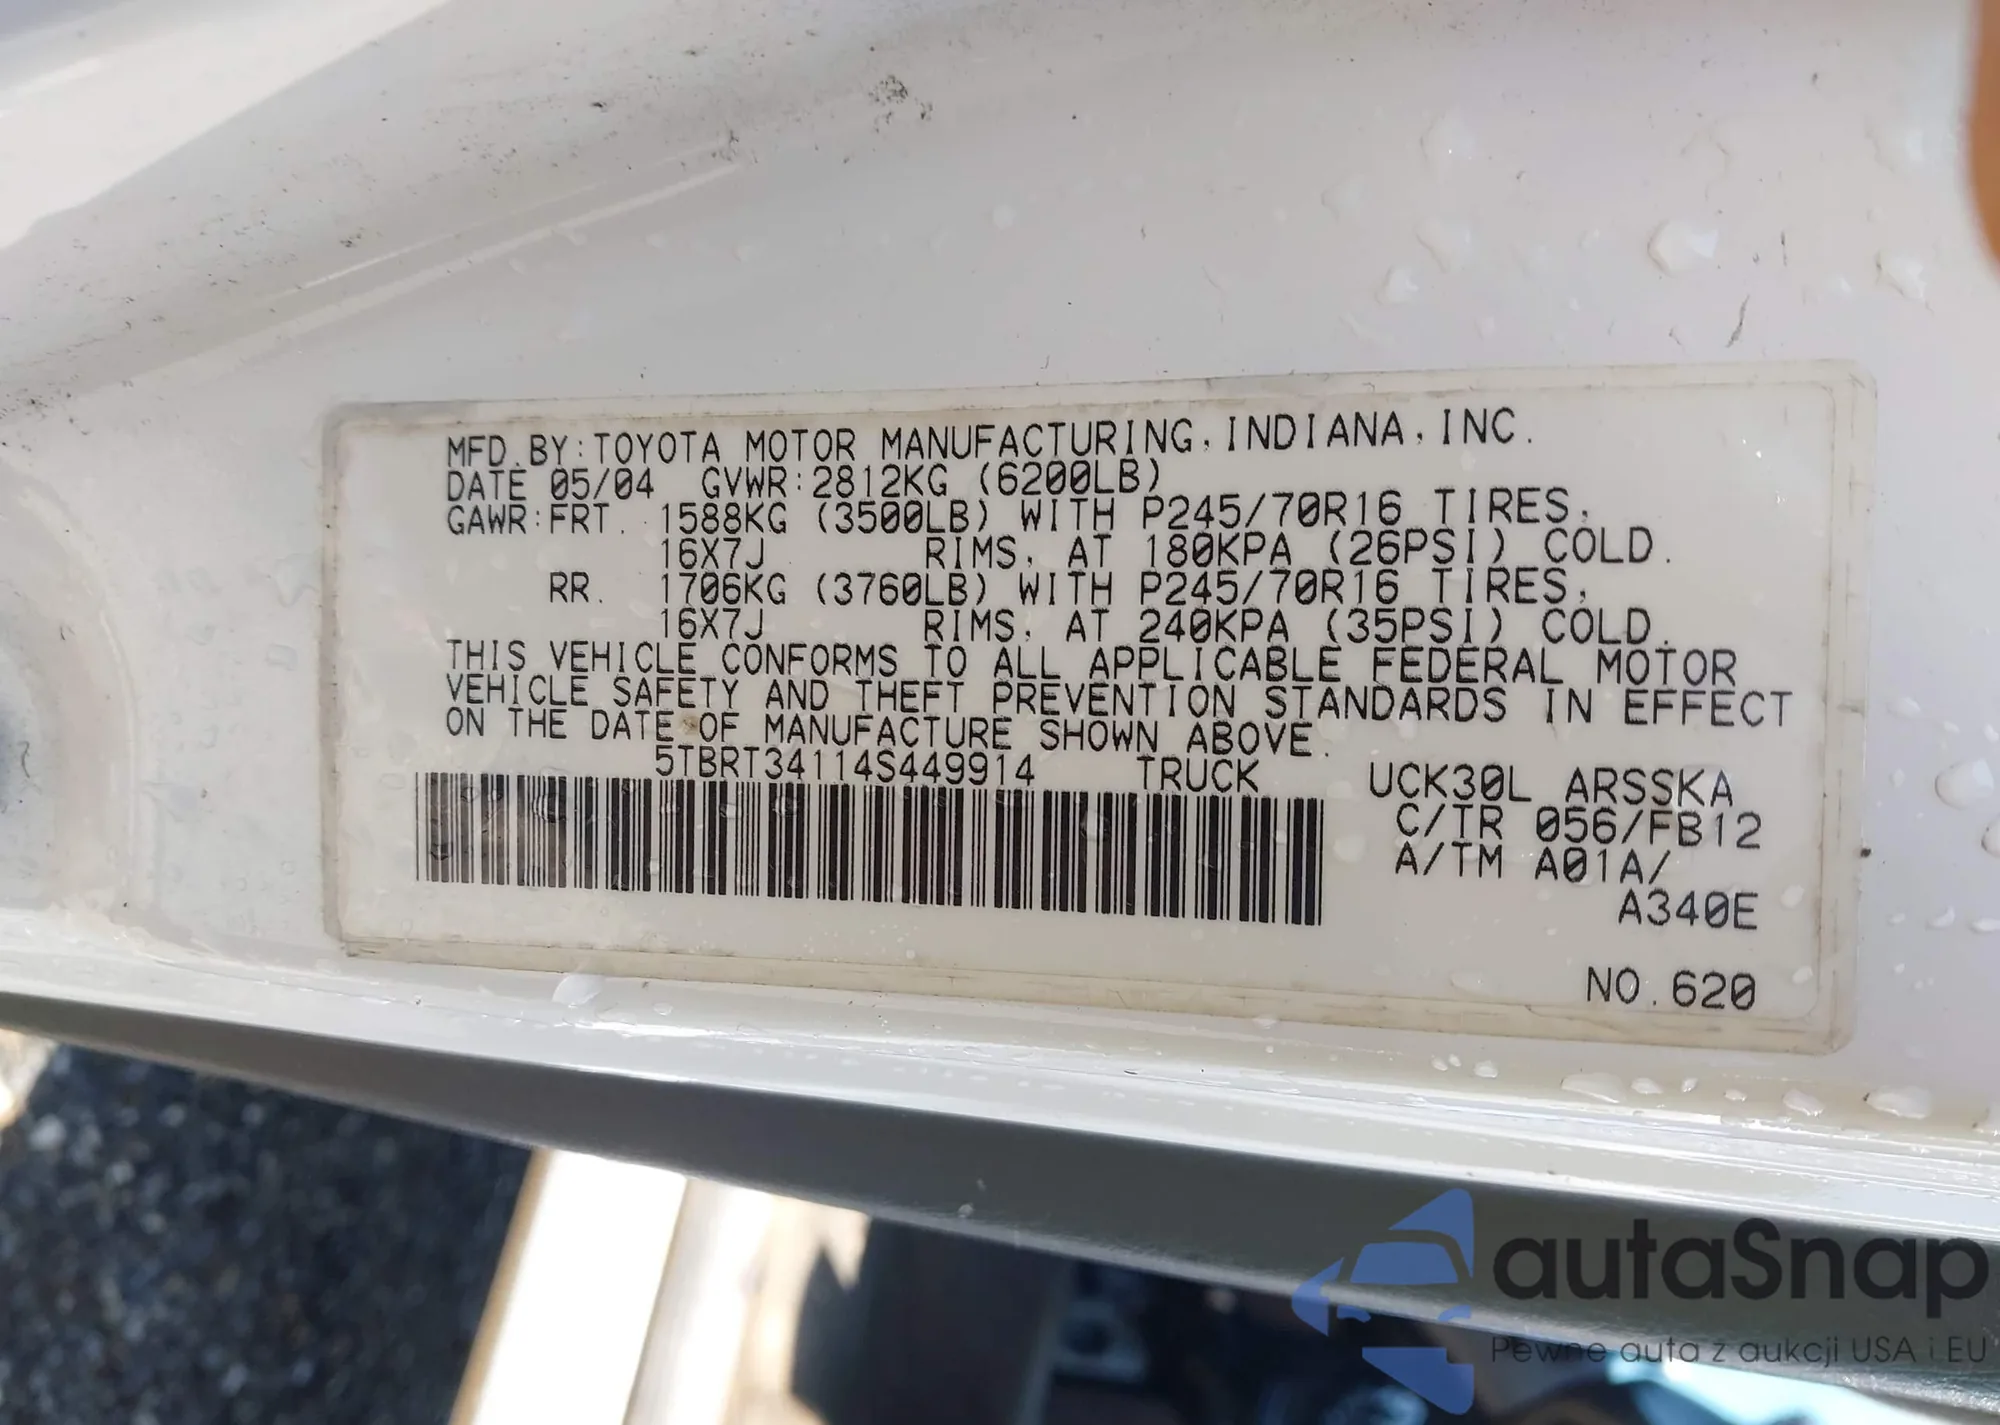 MFD. BY: TOYOTA MOTOR MANUFACTURING, INDIANA, INC.
DATE 05/04 GVWR: 2812KG (6200LB)
GAWR: FRT. 1588KG (3500LB) WITH P245/70R16 TIRES,
16X7J RIMS, AT 180KPA (26PSI) COLD.
RR. 1706KG (3760LB) WITH P245/70R16 TIRES,
16X7J RIMS, AT 240KPA (35PSI) COLD.
THIS VEHICLE CONFORMS TO ALL APPLICABLE FEDERAL MOTOR
VEHICLE SAFETY AND THEFT PREVENTION STANDARDS IN EFFECT
ON THE DATE OF MANUFACTURE SHOWN ABOVE.
5TBRT34114S449914 TRUCK UCK30L ARSSKA
C/TR 056/FB12
A/TM A01A/
A340E
NO. 620
autaSnap
Pewne auta z aukcji USA i EU